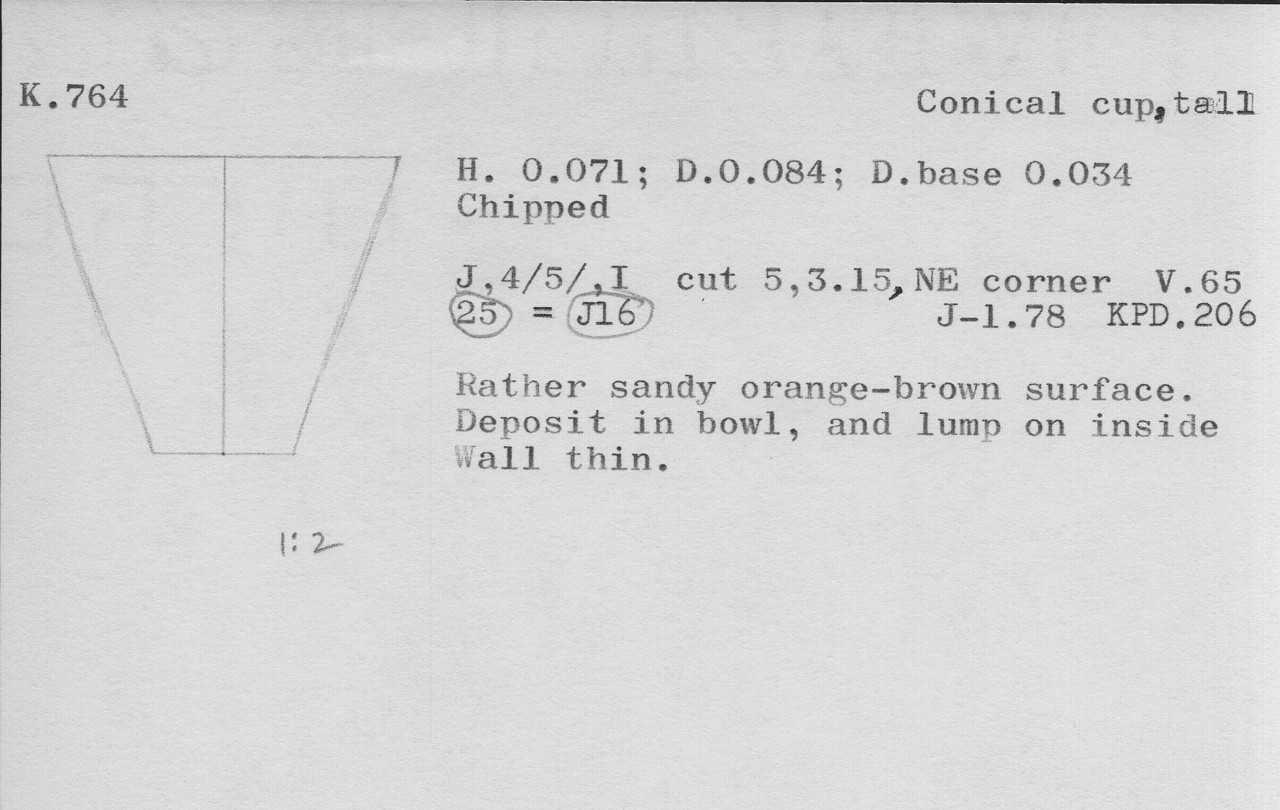 K.764
Conical cup, tall
H. 0.071; D.0.084; D.base 0.034
Chipped
J,4/5/,I cut 5,3.15, NE corner V.65
25 = J16 J-1.78 KPD.206
Rather sandy orange-brown surface.
Deposit in bowl, and lump on inside
Wall thin.
1:2